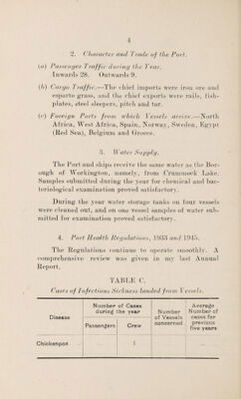 4
2. Character and Trade of the Port.
(a) Passenger Traffic during the Year.
Inwards 28. Outwards 9.
(b) Cargo Traffic.—The chief imports were iron ore and
esparto grass, and the chief exports were rails, fish-
plates, steel sleepers, pitch and tar.
(c) Foreign Ports from which Vessels arrive.—North
Africa, West Africa, Spain, Norway, Sweden, Egypt
(Red Sea), Belgium and Greece.
3. Water Supply.
The Port and ships receive the same water as the Bor-
ough of Workington, namely, from Crummock Lake.
Samples submitted during the year for chemical and bac-
teriological examination proved satisfactory.
During the year water storage tanks on four vessels
were cleaned out, and on one vessel samples of water sub-
mitted for examination proved satisfactory.
4. Port Health Regulations, 1933 and 1945.
The Regulations continue to operate smoothly. A
comprehensive review was given in my last Annual
Report.
TABLE C.
Cases of Infectious Sickness landed from Vessels.
Disease
Number of Cases
during the year
Passengers
Crew
Number
of Vessels
concerned
Average
Number of
cases for
previous
five years
Chickenpox - 1 - -